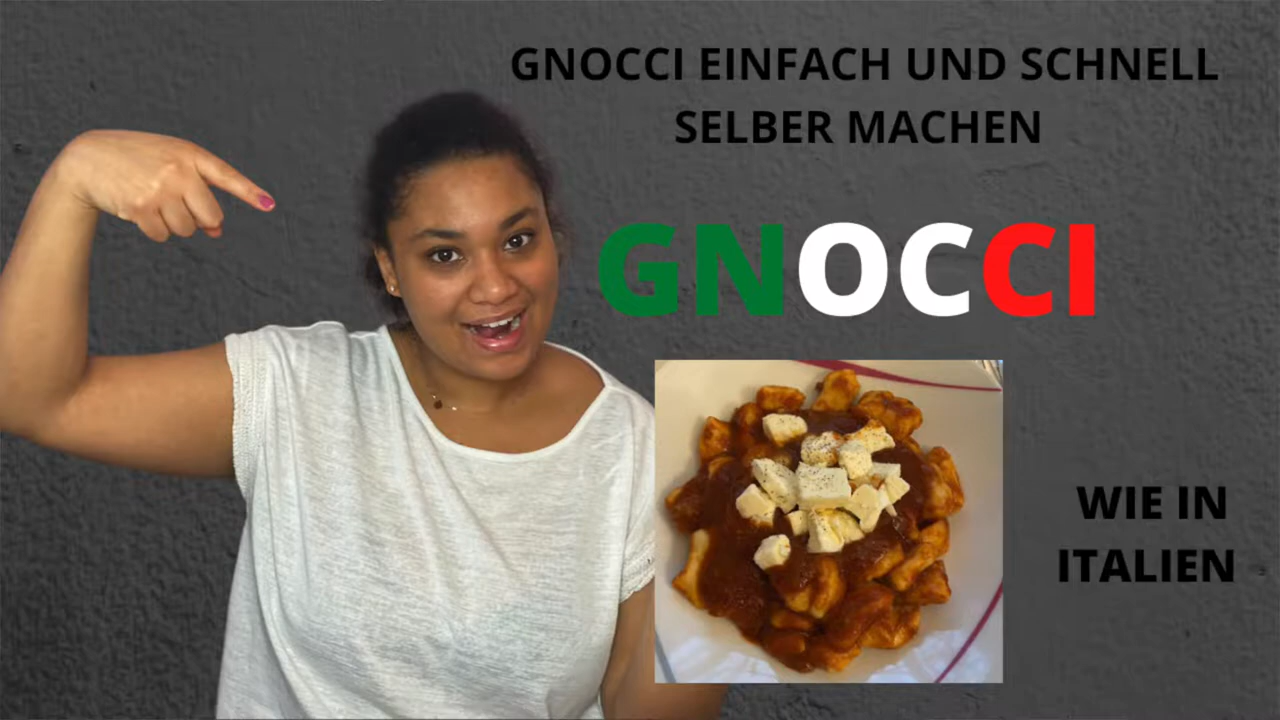 GNOCCI EINFACH UND SCHNELL
SELBER MACHEN
GNOCCI
WIE IN
ITALIEN